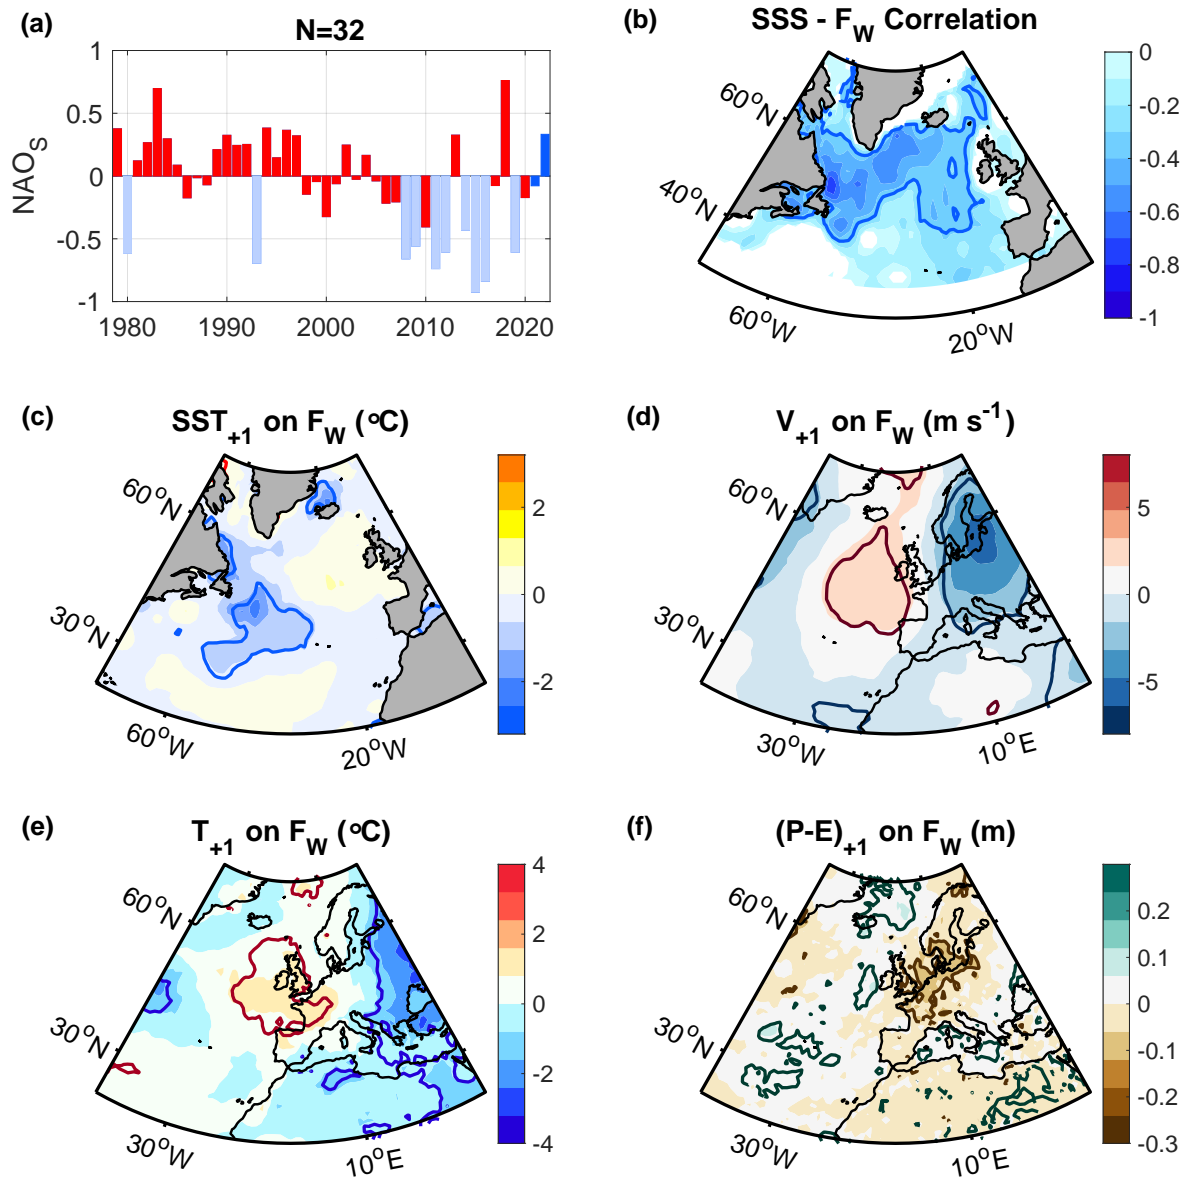 (a)
N=32
NAO_S
1
0.5
0
-0.5
-1
1980 1990 2000 2010 2020
(b)
SSS - F_W Correlation
60°N
40°N
60°W
20°W
0
-0.2
-0.4
-0.6
-0.8
-1
(c)
SST_+1 on F_W (°C)
60°N
30°N
60°W
20°W
2
0
-2
(d)
V_+1 on F_W (m s^-1)
60°N
30°N
30°W
10°E
5
0
-5
(e)
T_+1 on F_W (°C)
60°N
30°N
30°W
10°E
4
2
0
-2
-4
(f)
(P-E)_+1 on F_W (m)
60°N
30°N
30°W
10°E
0.2
0.1
0
-0.1
-0.2
-0.3